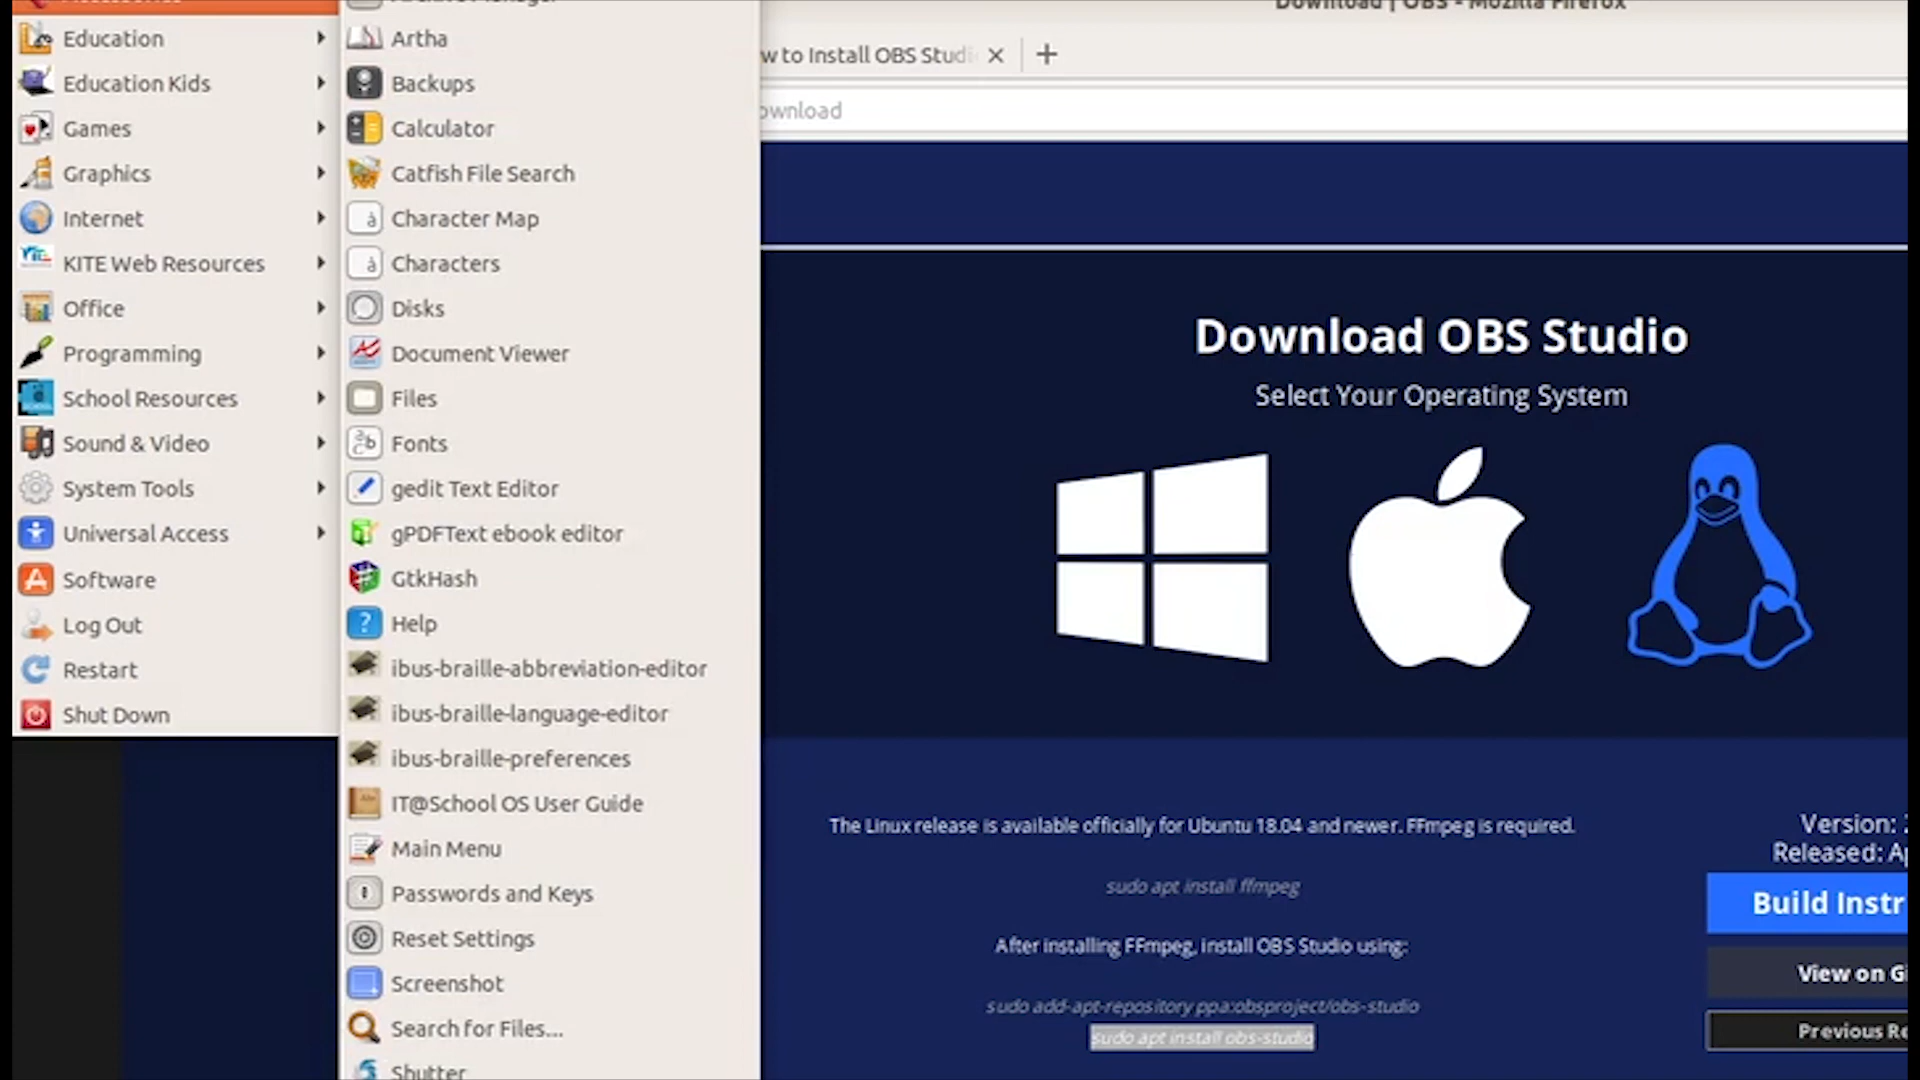 Education
Education Kids
Games
Graphics
Internet
KITE Web Resources
Office
Programming
School Resources
Sound & Video
System Tools
Universal Access
Software
Log Out
Restart
Shut Down
Artha
Backups
Calculator
Catfish File Search
Character Map
Characters
Disks
Document Viewer
Files
Fonts
gedit Text Editor
gPDFText ebook editor
GtkHash
Help
ibus-braille-abbreviation-editor
ibus-braille-language-editor
ibus-braille-preferences
IT@School OS User Guide
Main Menu
Passwords and Keys
Reset Settings
Screenshot
Search for Files...
Shutter
Download | OBS - Mozilla Firefox
w to Install OBS Studi
ownload
Download OBS Studio
Select Your Operating System
The Linux release is available officially for Ubuntu 18.04 and newer. FFmpeg is required.
sudo apt install ffmpeg
After installing FFmpeg, install OBS Studio using:
sudo add-apt-repository ppa:obsproject/obs-studio
sudo apt install obs-studio
Version:
Released: Ap
Build Instr
View on Gi
Previous Re